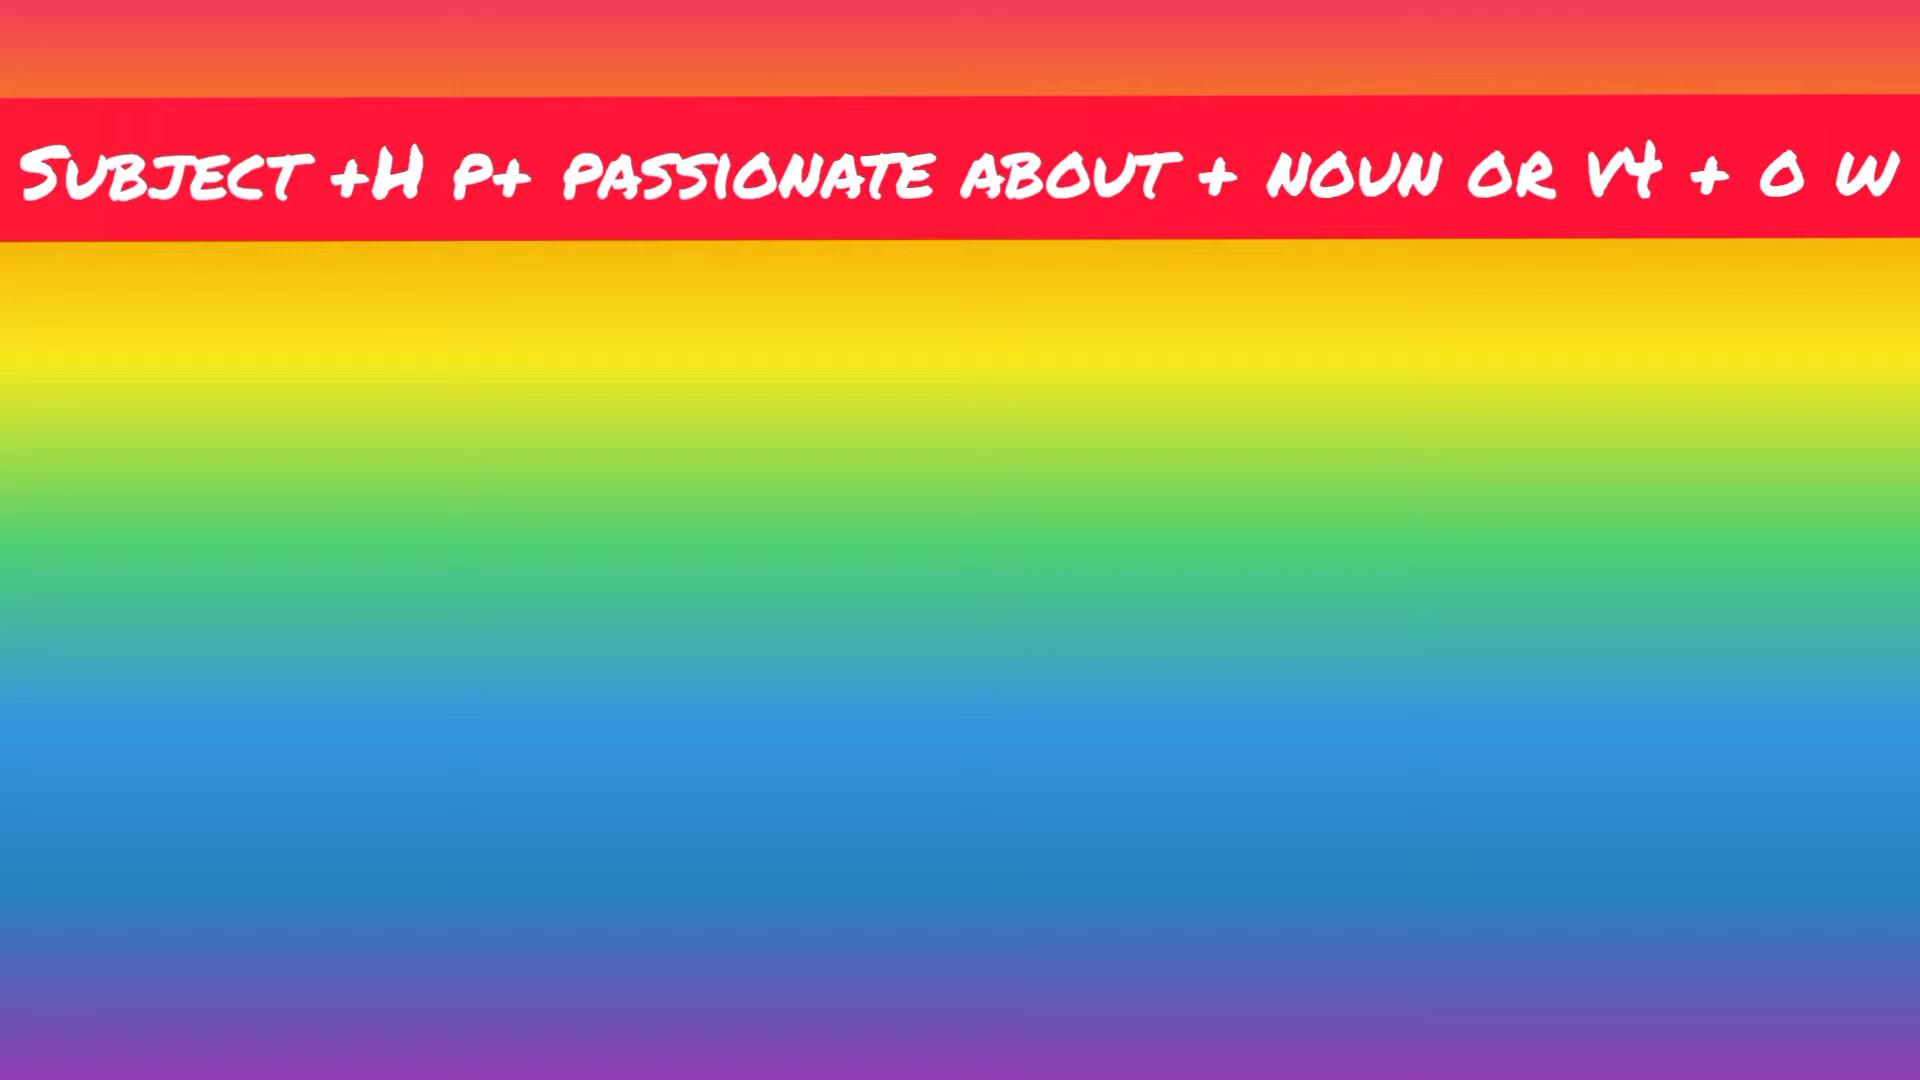 Subject +H p+ passionate about + noun or v4 + o w